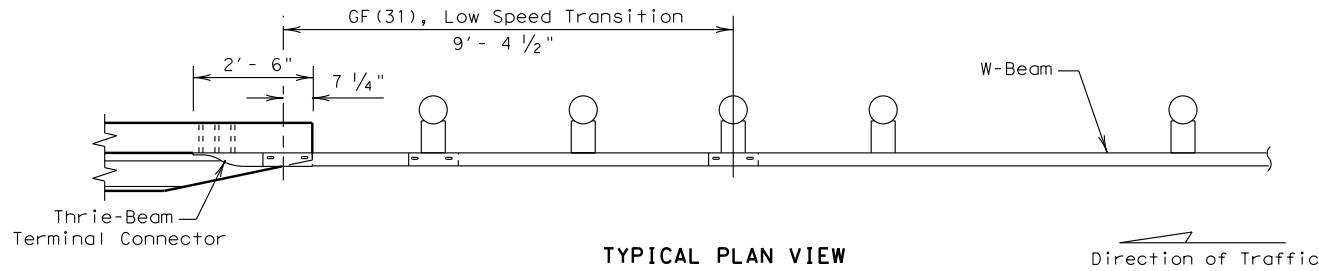 GF(31), Low Speed Transition
9'- 4 1/2"
2'- 6"
7 1/4"
W-Beam
Thrie-Beam
Terminal Connector
TYPICAL PLAN VIEW
Direction of Traffic